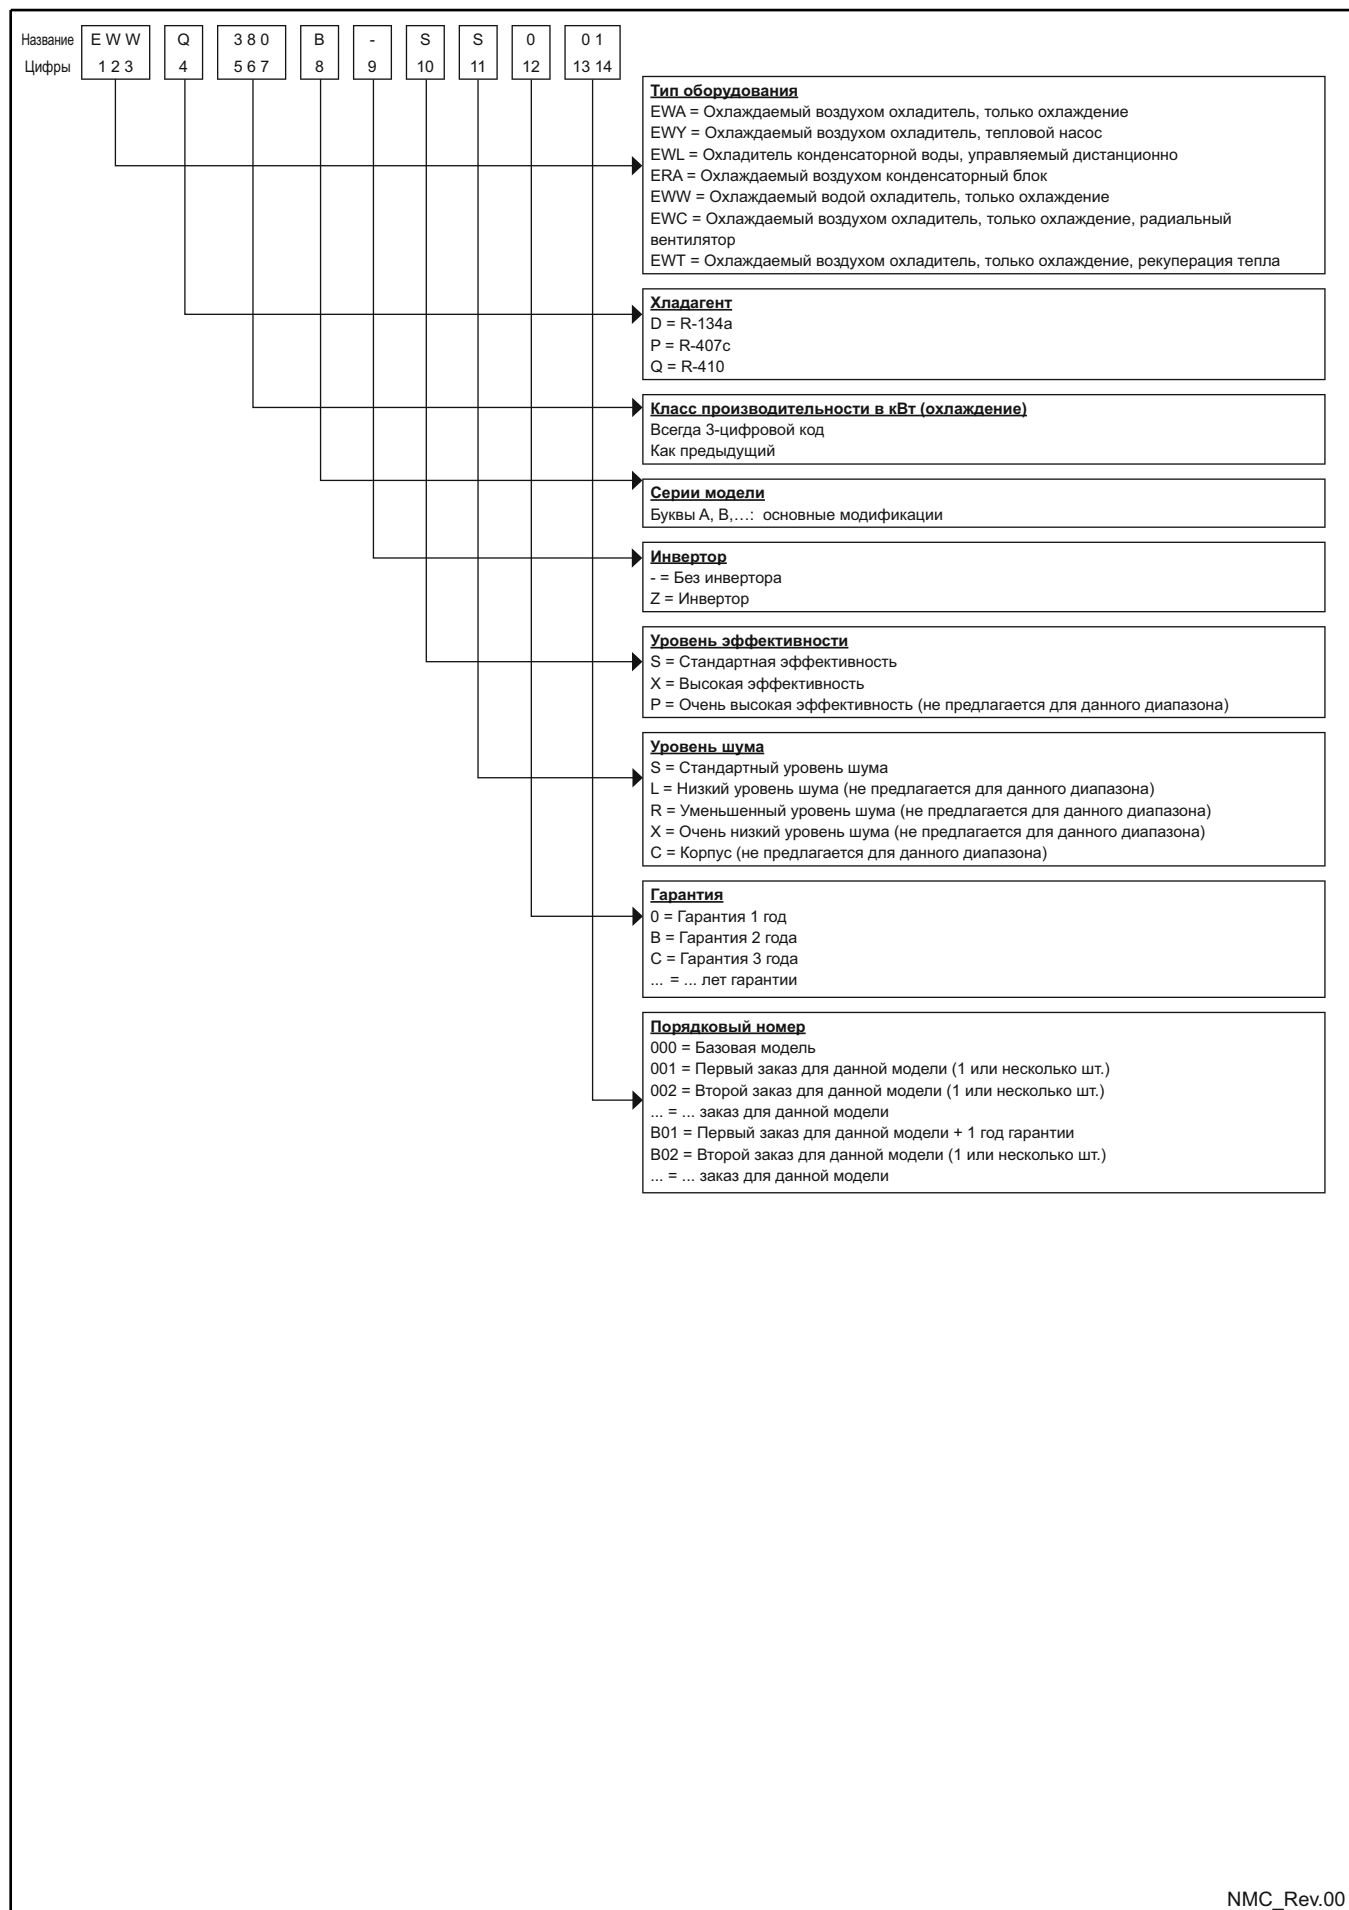 Название E W W Q 3 8 0 B - S S 0 0 1
Цифры 1 2 3 4 5 6 7 8 9 10 11 12 13 14
Тип оборудования
EWA = Охлаждаемый воздухом охладитель, только охлаждение
EWY = Охлаждаемый воздухом охладитель, тепловой насос
EWL = Охладитель конденсаторной воды, управляемый дистанционно
ERA = Охлаждаемый воздухом конденсаторный блок
EWW = Охлаждаемый водой охладитель, только охлаждение
EWC = Охлаждаемый воздухом охладитель, только охлаждение, радиальный
вентилятор
EWT = Охлаждаемый воздухом охладитель, только охлаждение, рекуперация тепла
Хладагент
D = R-134a
P = R-407c
Q = R-410
Класс производительности в кВт (охлаждение)
Всегда 3-цифровой код
Как предыдущий
Серии модели
Буквы А, В,…: основные модификации
Инвертор
- = Без инвертора
Z = Инвертор
Уровень эффективности
S = Стандартная эффективность
X = Высокая эффективность
P = Очень высокая эффективность (не предлагается для данного диапазона)
Уровень шума
S = Стандартный уровень шума
L = Низкий уровень шума (не предлагается для данного диапазона)
R = Уменьшенный уровень шума (не предлагается для данного диапазона)
X = Очень низкий уровень шума (не предлагается для данного диапазона)
C = Корпус (не предлагается для данного диапазона)
Гарантия
0 = Гарантия 1 год
B = Гарантия 2 года
C = Гарантия 3 года
... = ... лет гарантии
Порядковый номер
000 = Базовая модель
001 = Первый заказ для данной модели (1 или несколько шт.)
002 = Второй заказ для данной модели (1 или несколько шт.)
... = ... заказ для данной модели
B01 = Первый заказ для данной модели + 1 год гарантии
B02 = Второй заказ для данной модели (1 или несколько шт.)
... = ... заказ для данной модели
NMC_Rev.00